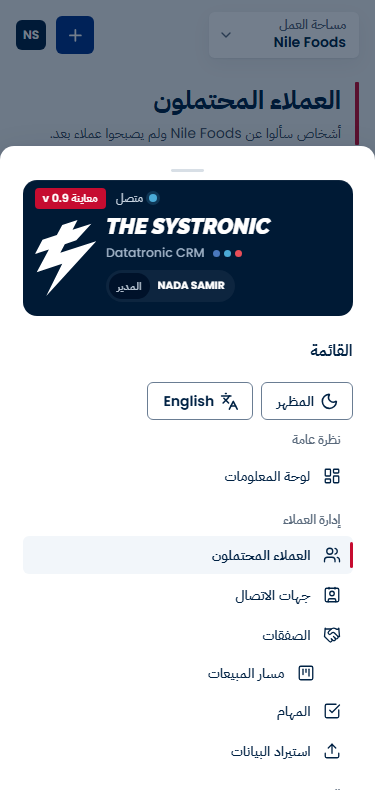 مساحة العمل
Nile Foods
NS
العملاء المحتملون
أشخاص سألوا عن Nile Foods ولم يصبحوا عملاء بعد.
متصل
معاينة v 0.9
THE SYSTRONIC
Datatronic CRM
NADA SAMIR
المدير
القائمة
المظهر
English
نظرة عامة
لوحة المعلومات
إدارة العملاء
العملاء المحتملون
جهات الاتصال
الصفقات
مسار المبيعات
المهام
استيراد البيانات